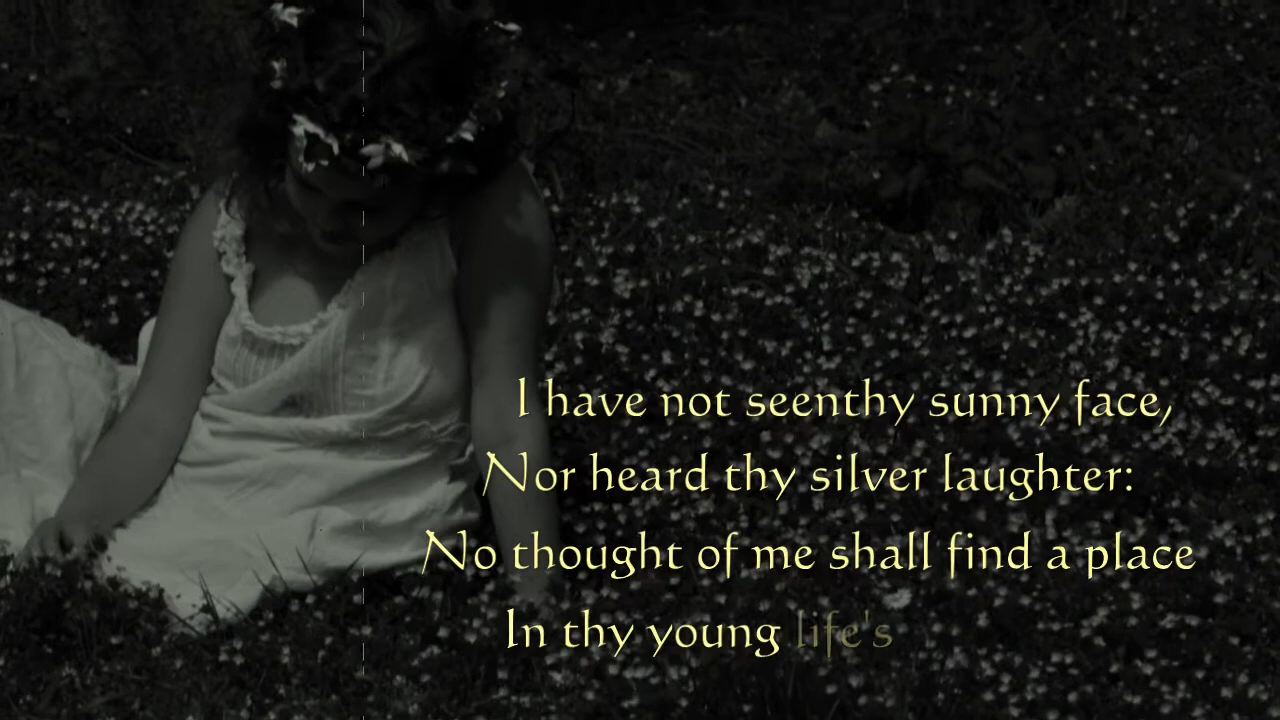 I have not seenthy sunny face,
Nor heard thy silver laughter:
No thought of me shall find a place
In thy young life's